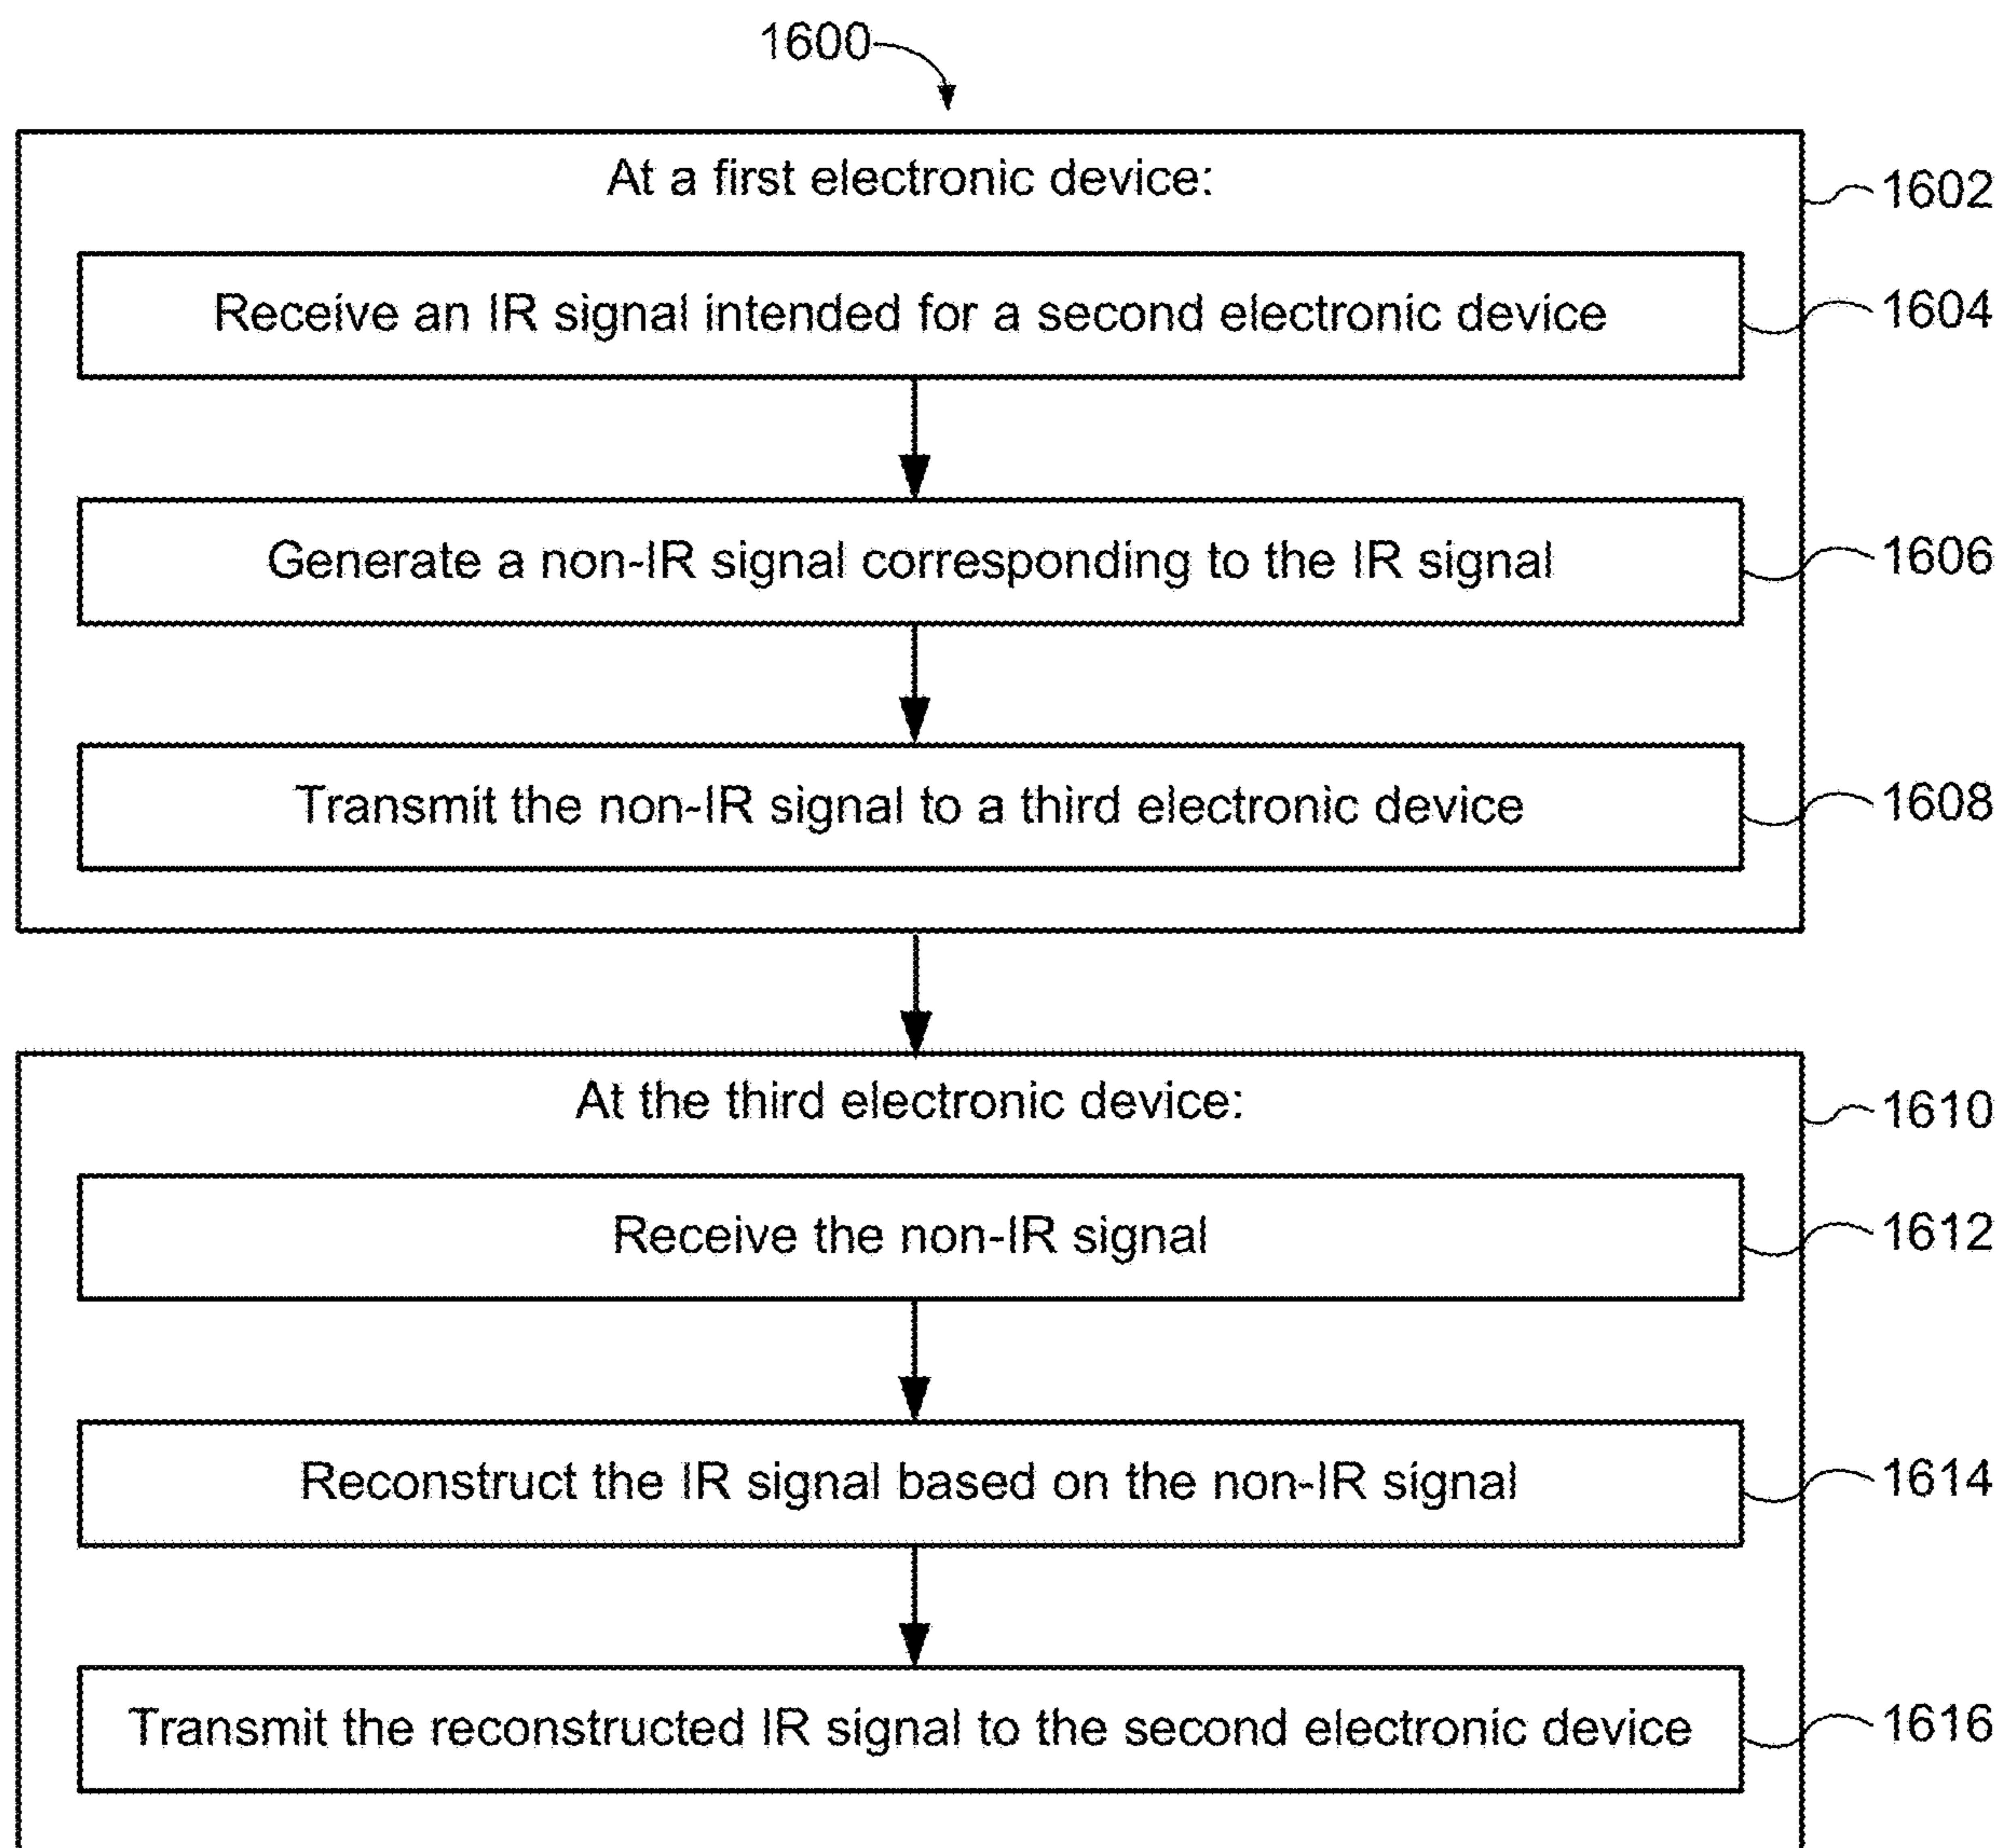 1600
At a first electronic device:
1602
Receive an IR signal intended for a second electronic device
1604
Generate a non-IR signal corresponding to the IR signal
1606
Transmit the non-IR signal to a third electronic device
1608
At the third electronic device:
1610
Receive the non-IR signal
1612
Reconstruct the IR signal based on the non-IR signal
1614
Transmit the reconstructed IR signal to the second electronic device
1616